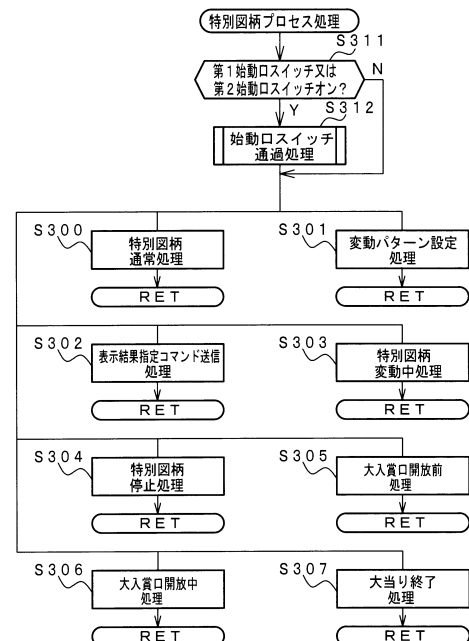 特別図柄プロセス処理
S311
第1始動口スイッチ又は
第2始動口スイッチオン?
N
Y
S312
始動口スイッチ
通過処理
S300
特別図柄
通常処理
RET
S301
変動パターン設定
処理
RET
S302
表示結果指定コマンド送信
処理
RET
S303
特別図柄
変動中処理
RET
S304
特別図柄
停止処理
RET
S305
大入賞口開放前
処理
RET
S306
大入賞口開放中
処理
RET
S307
大当り終了
処理
RET